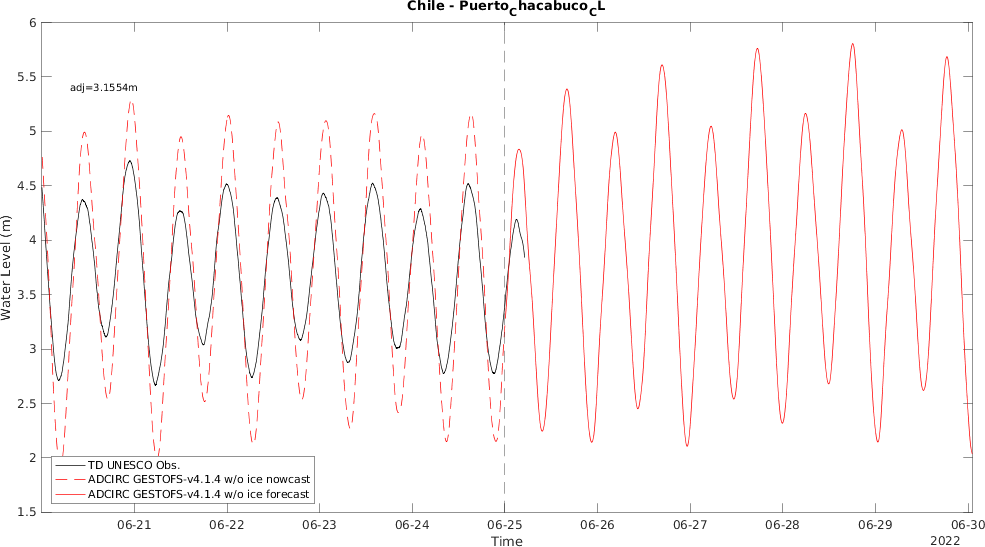 Chile - PuertoChacabucoCL
adj=3.1554m
6
5.5
5
4.5
4
3.5
3
2.5
2
1.5
Water Level (m)
TD UNESCO Obs.
ADCIRC GESTOFS-v4.1.4 w/o ice nowcast
ADCIRC GESTOFS-v4.1.4 w/o ice forecast
06-21 06-22 06-23 06-24 06-25 06-26 06-27 06-28 06-29 06-30
Time
2022